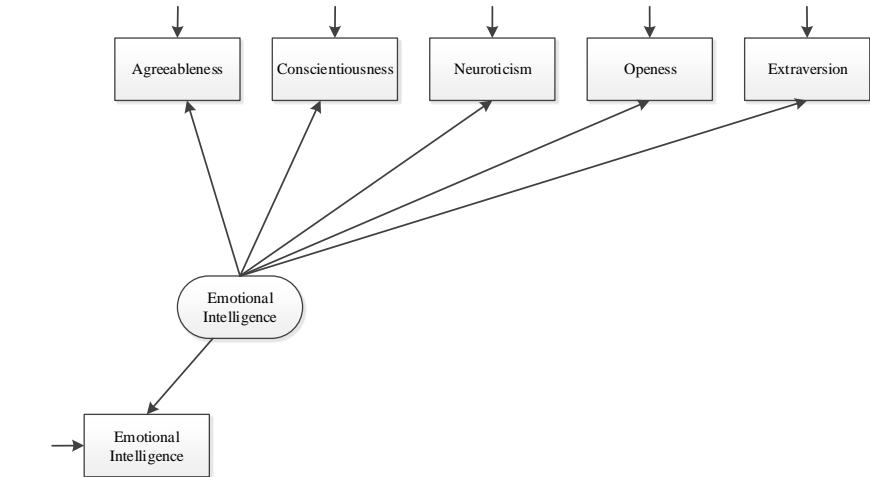 Agreeableness
Conscientiousness
Neuroticism
Openess
Extraversion
Emotional
Intelligence
Emotional
Intelligence